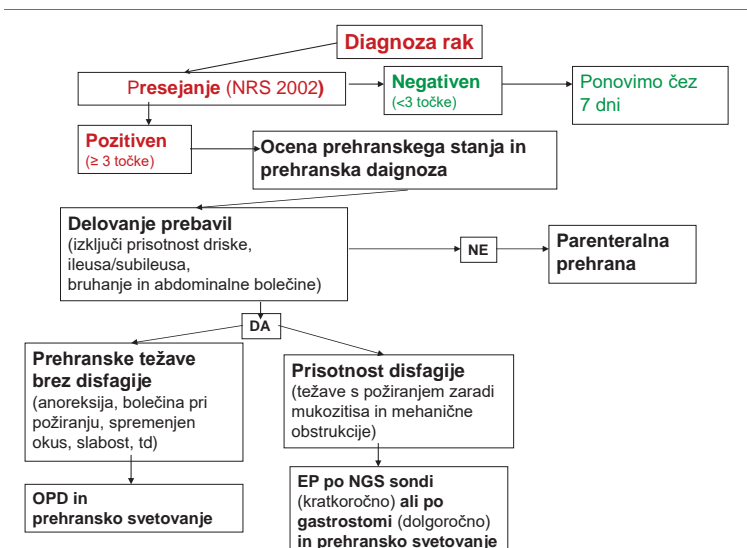 Diagnoza rak
Presejanje (NRS 2002)
Negativen
(<3 točke)
Ponovimo čez
7 dni
Pozitiven
(≥ 3 točke)
Ocena prehranskega stanja in
prehranska daignoza
Delovanje prebavil
(izključi prisotnost driske,
ileusa/subileusa,
bruhanje in abdominalne bolečine)
NE
Parenteralna
prehrana
DA
Prehranske težave
brez disfagije
(anoreksija, bolečina pri
požiranju, spremenjen
okus, slabost, td)
Prisotnost disfagije
(težave s požiranjem zaradi
mukozitisa in mehanične
obstrukcije)
OPD in
prehransko svetovanje
EP po NGS sondi
(kratkoročno) ali po
gastrostomi (dolgoročno)
in prehransko svetovanje